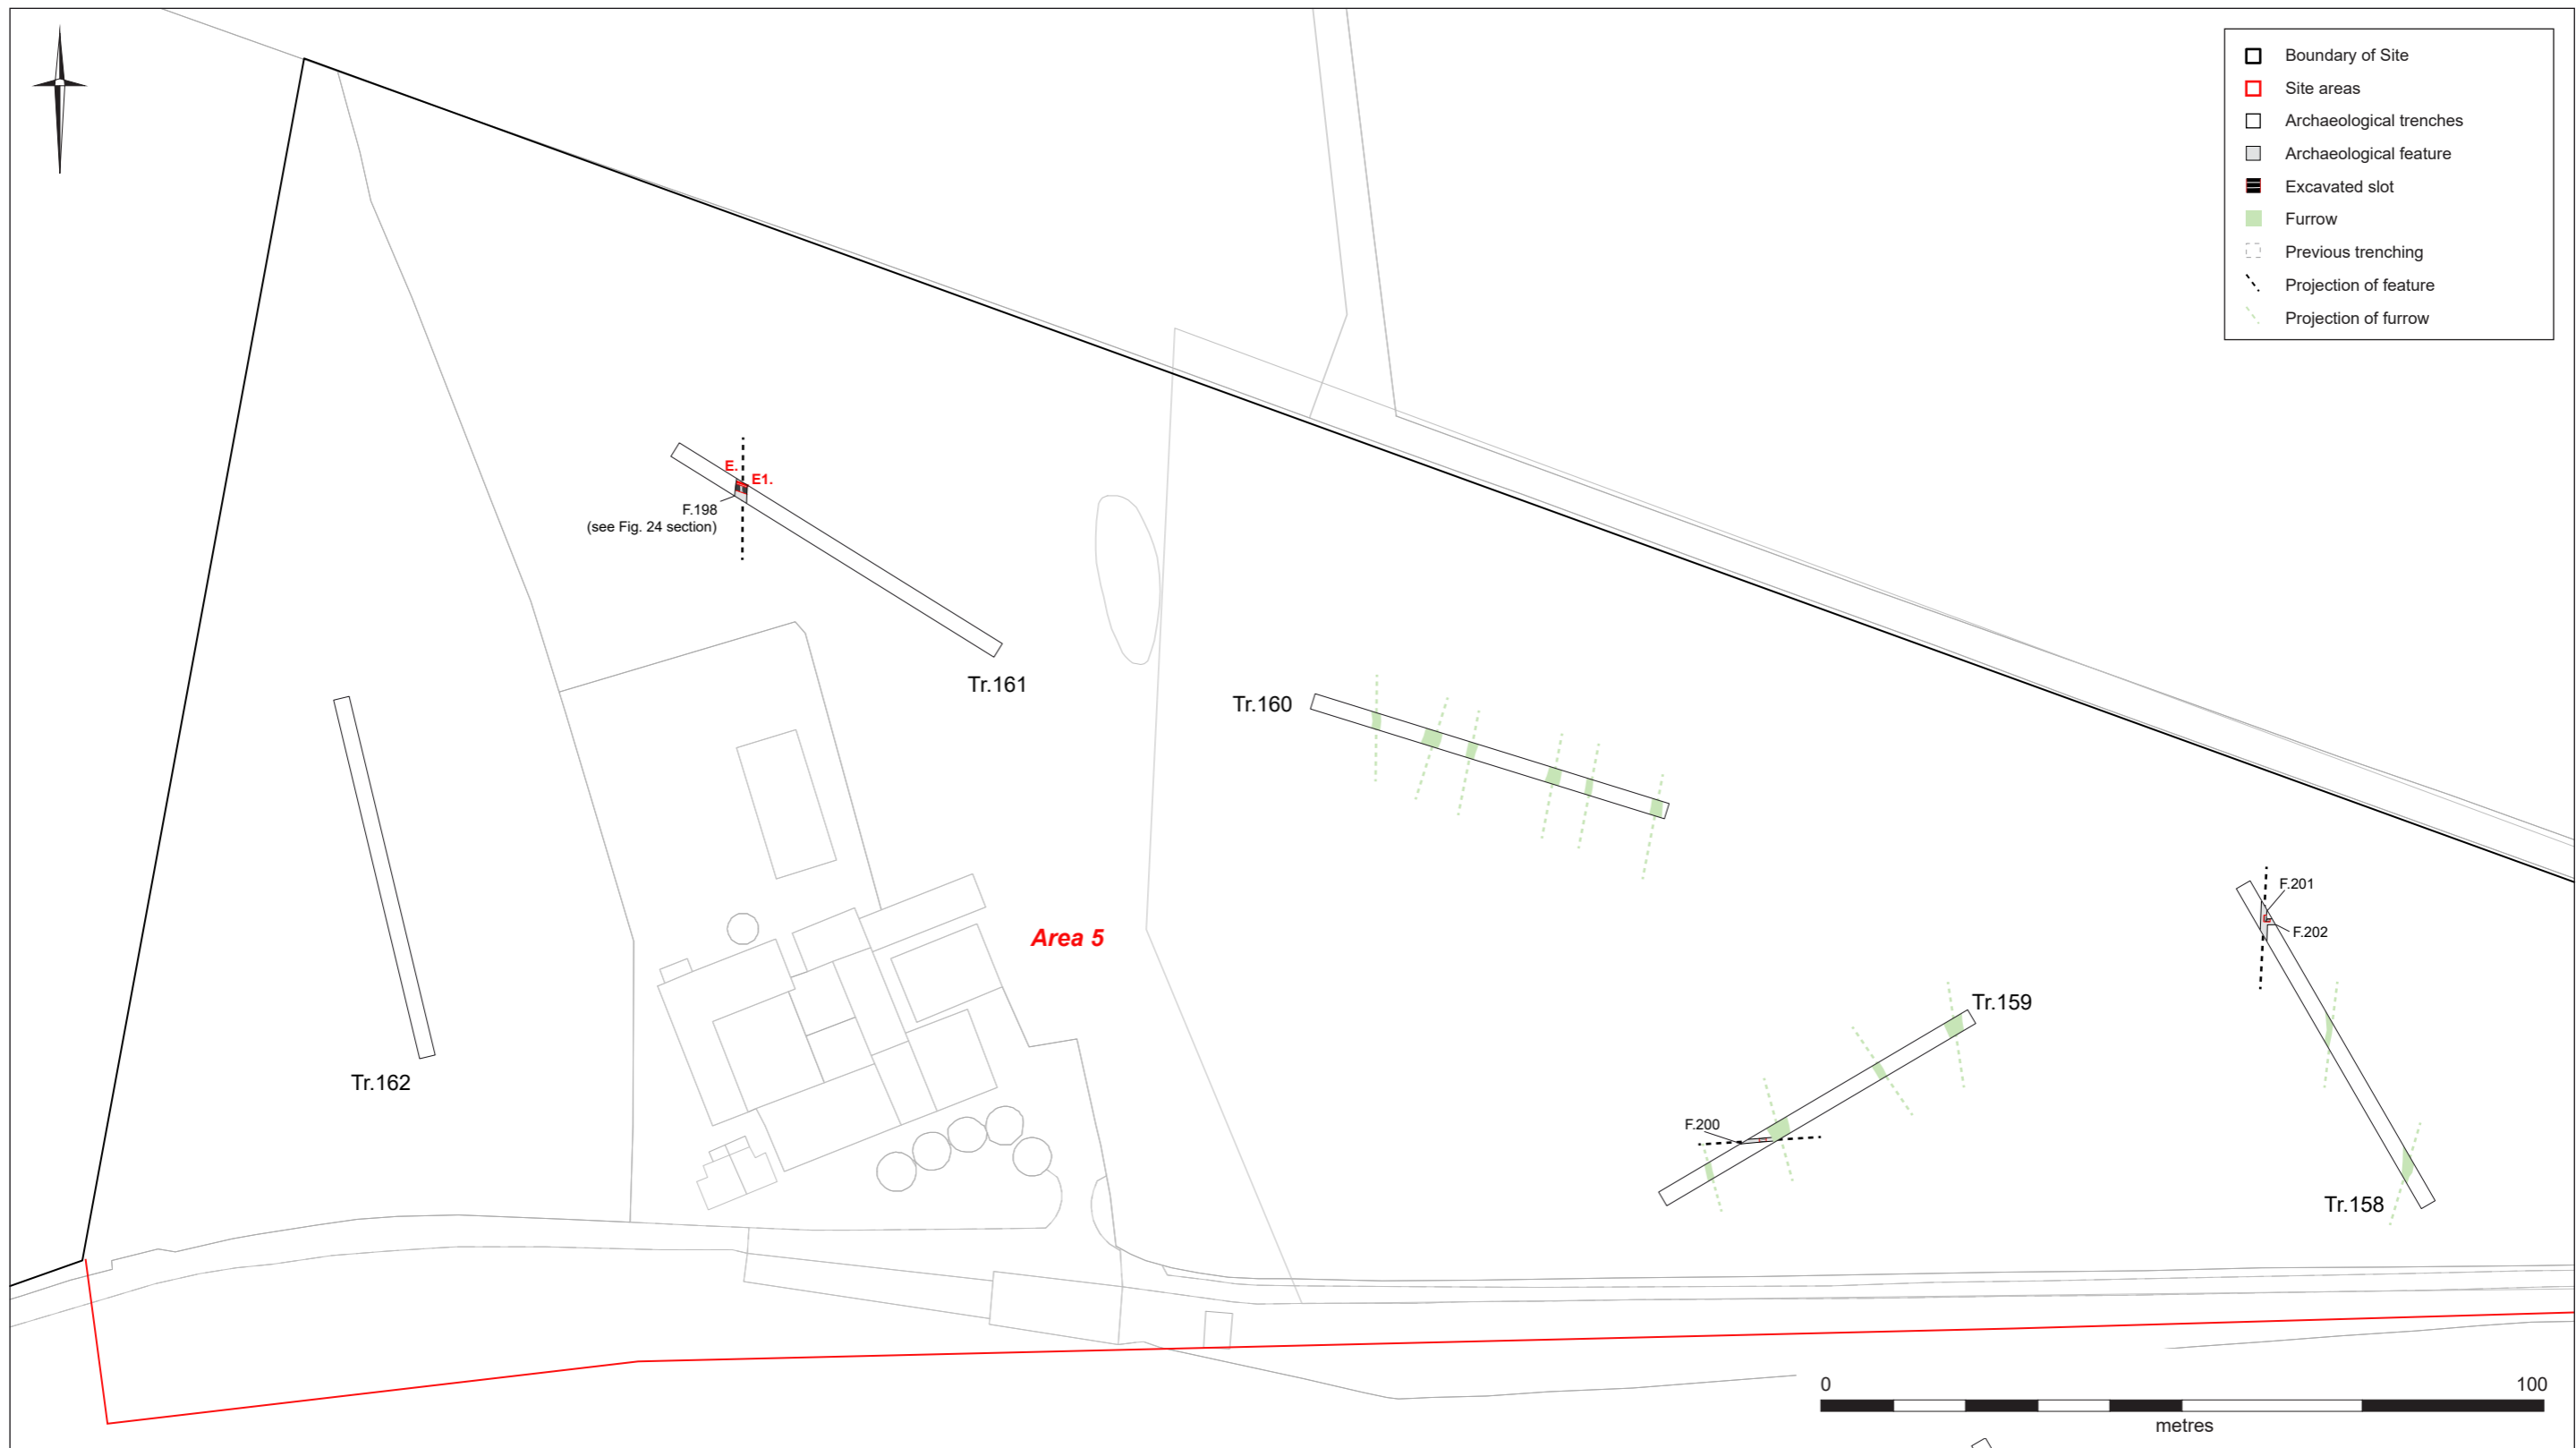 Boundary of Site
Site areas
Archaeological trenches
Archaeological feature
Excavated slot
Furrow
Previous trenching
Projection of feature
Projection of furrow
E.
E1.
F.198
(see Fig. 24 section)
Tr.161
Tr.160
F.201
F.202
Area 5
Tr.159
Tr.162
F.200
Tr.158
0
100
metres